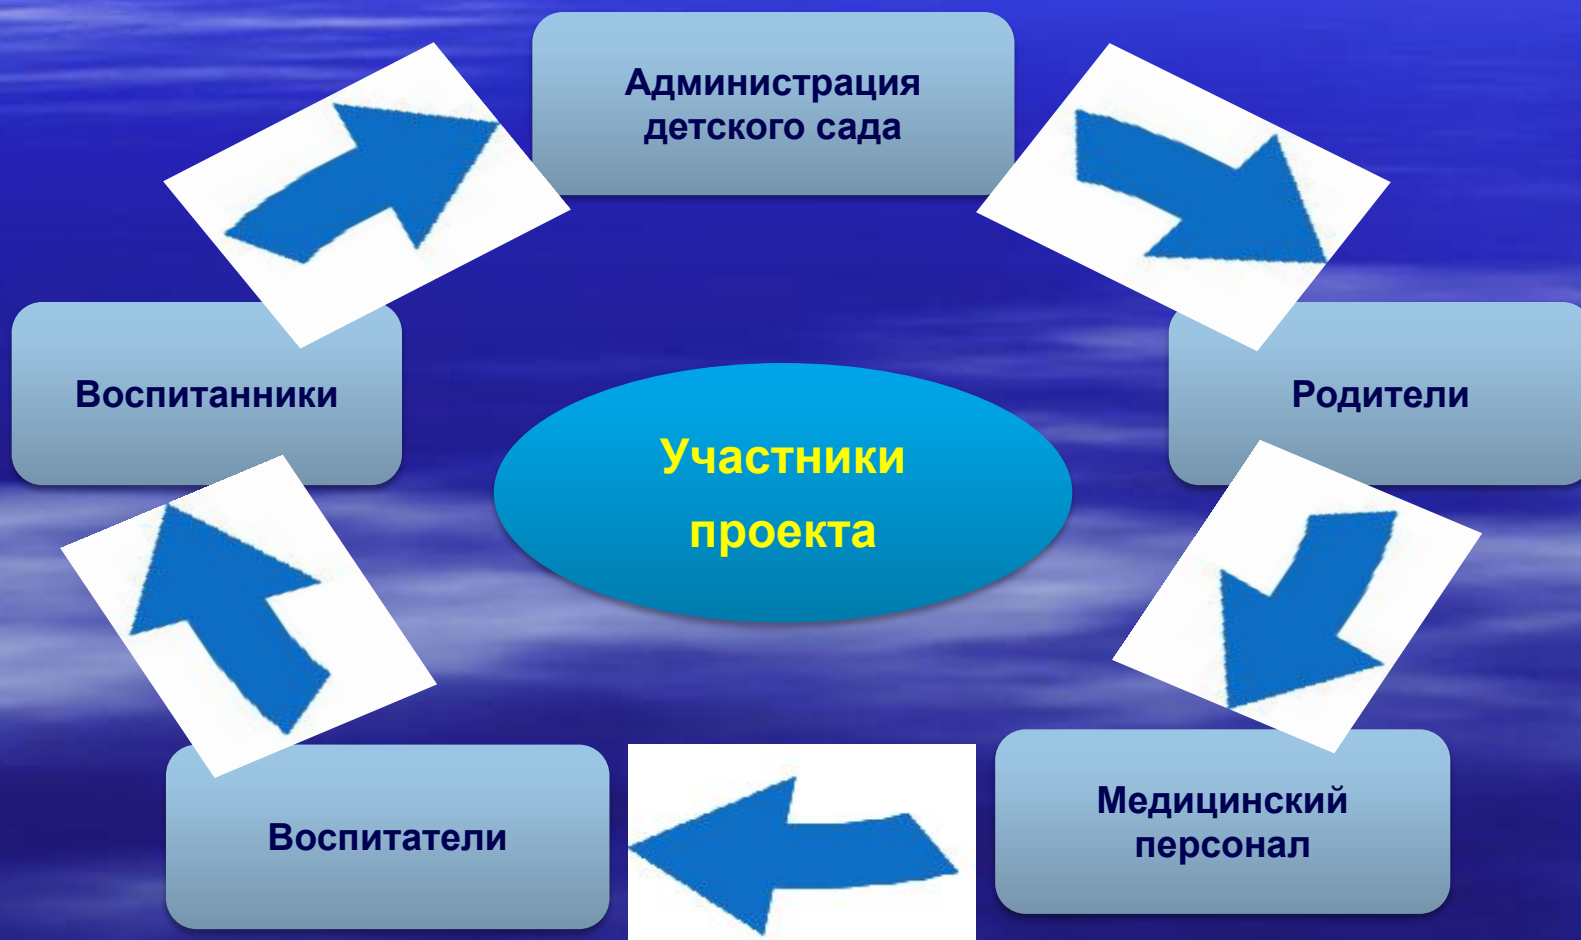 Администрация
детского сада
Воспитанники
Родители
Участники
проекта
Медицинский
персонал
Воспитатели